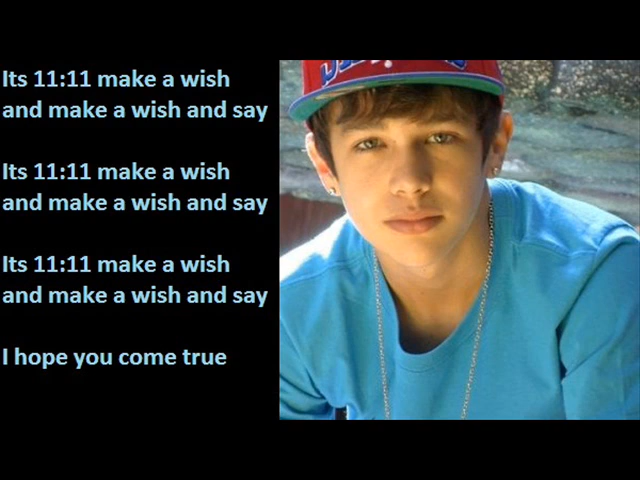 Its 11:11 make a wish
and make a wish and say
Its 11:11 make a wish
and make a wish and say
Its 11:11 make a wish
and make a wish and say
I hope you come true